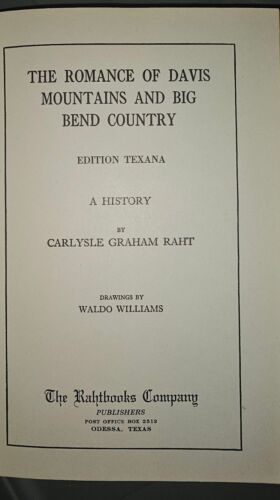 THE ROMANCE OF DAVIS
MOUNTAINS AND BIG
BEND COUNTRY
EDITION TEXANA
A HISTORY
BY
CARLYSLE GRAHAM RAHT
DRAWINGS BY
WALDO WILLIAMS
The Rahtbooks Company
PUBLISHERS
POST OFFICE BOX 2512
ODESSA, TEXAS